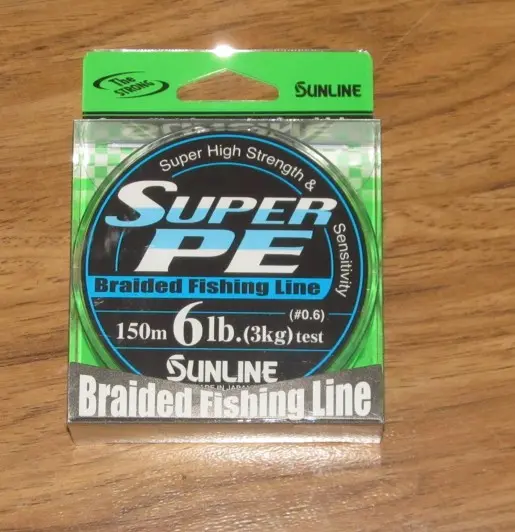 The
STRONG
SUNLINE
Super High Strength &
Sensitivity
SUPER
PE
Braided Fishing Line
(#0.6)
150m 6lb.(3kg) test
SUNLINE
MADE IN JAPAN
Braided Fishing Line